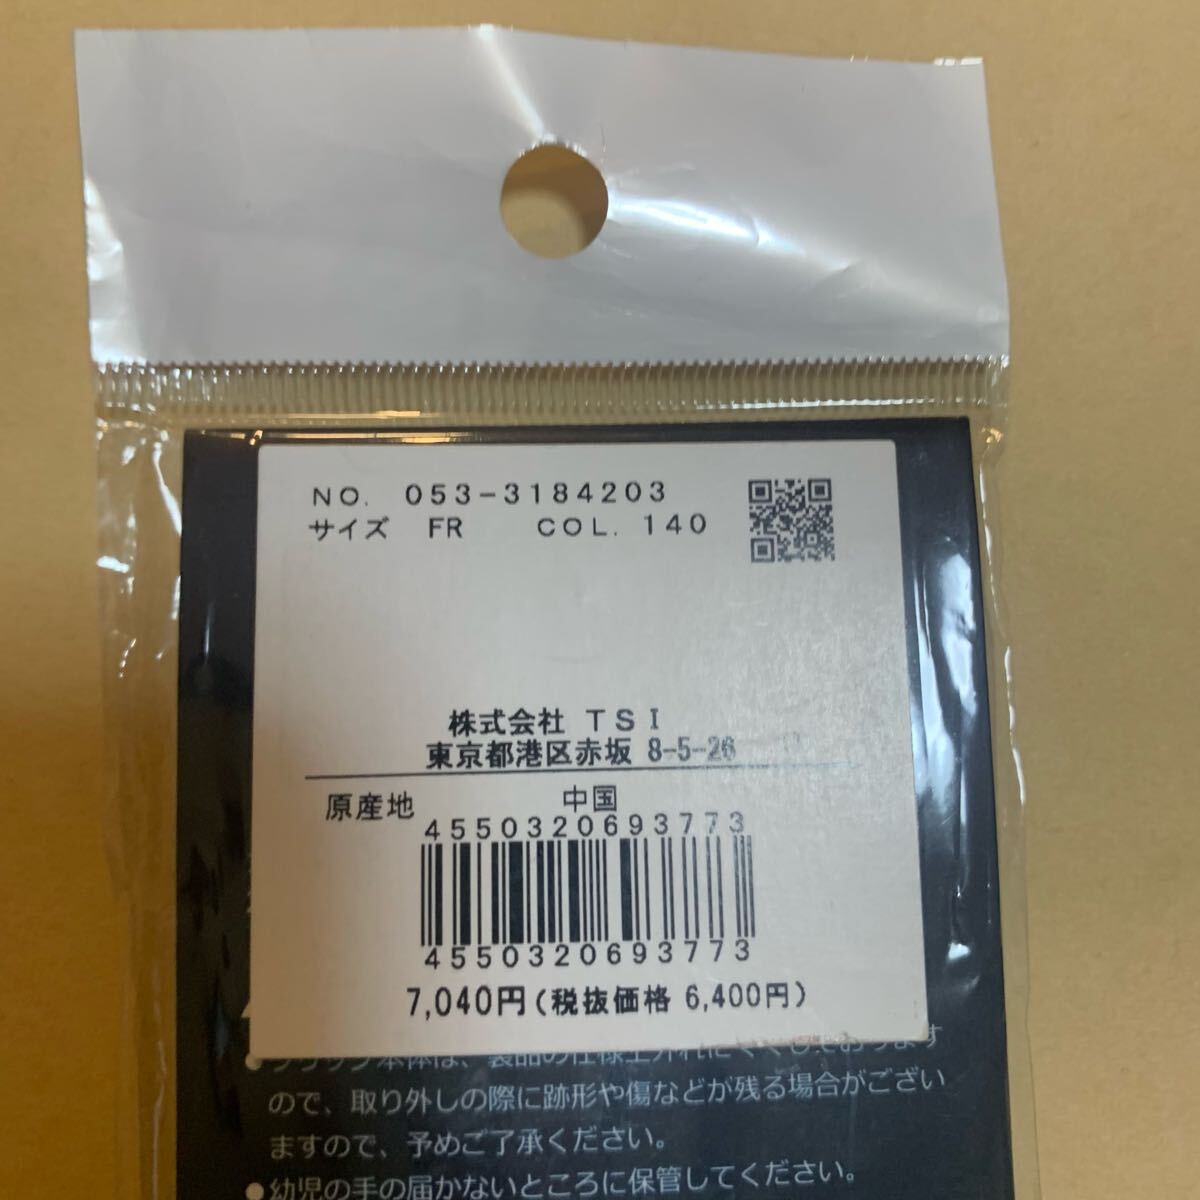 NO. 053-3184203
サイズ FR COL. 140
株式会社 TSI
東京都港区赤坂 8-5-26
原産地 中国
4550320693773
4550320693773
7,040円(税抜価格 6,400円)
ので、取り外しの際に跡形や傷などが残る場合がござい
ますので、予めご了承ください。
●幼児の手の届かないところに保管してください。